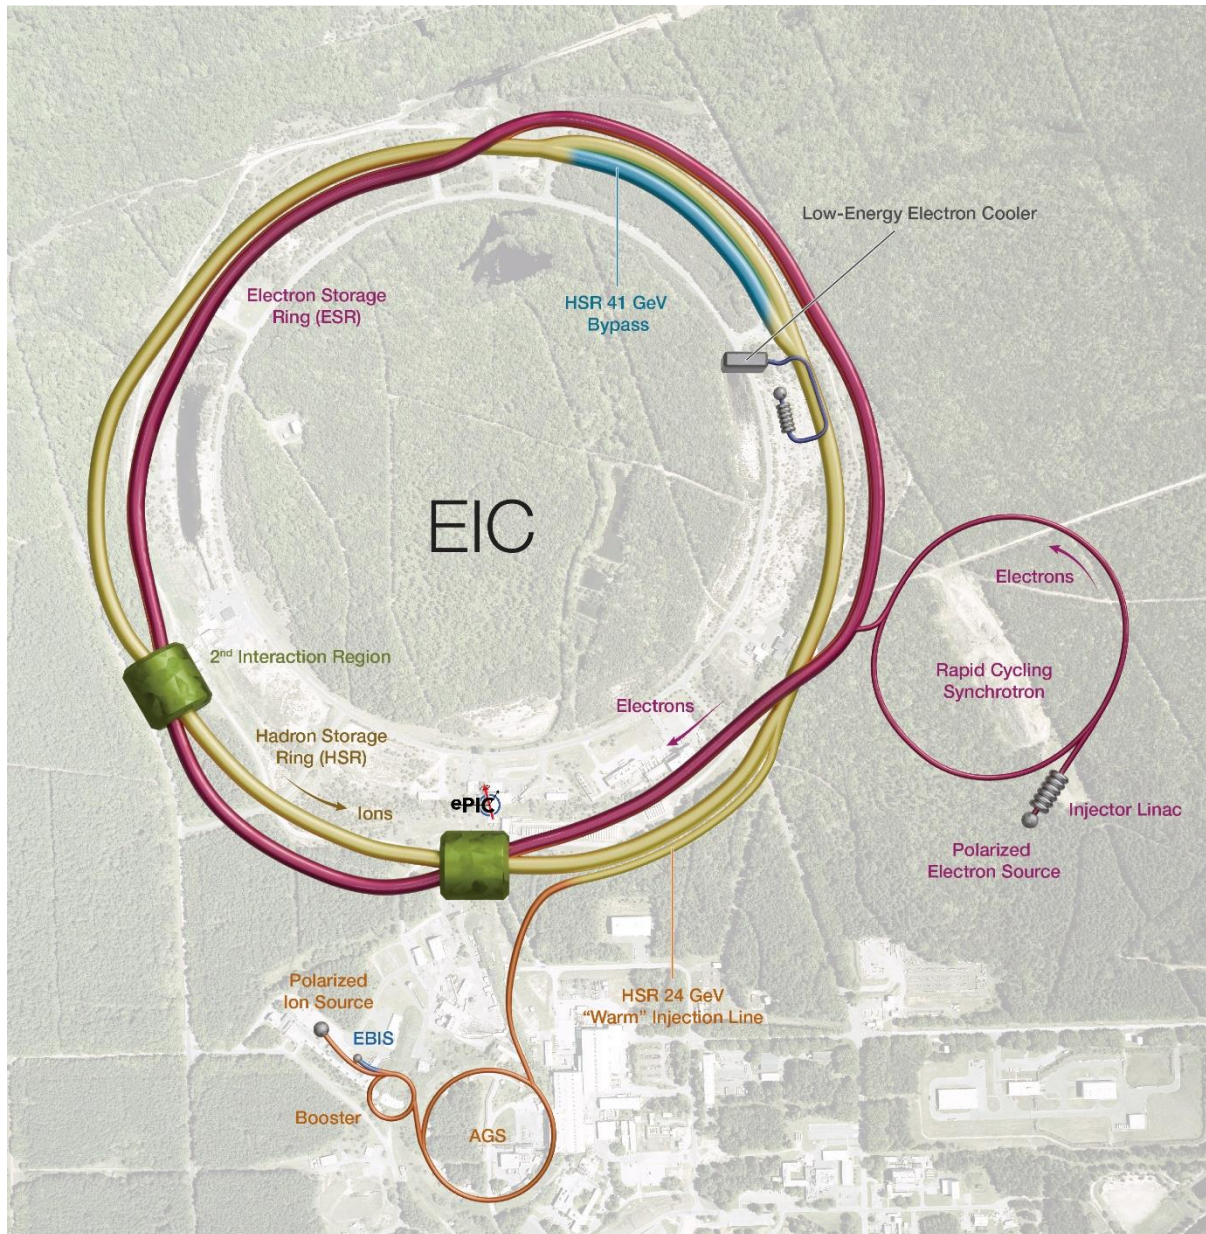 Low-Energy Electron Cooler
Electron Storage
Ring (ESR)
HSR 41 GeV
Bypass
EIC
Electrons
2nd Interaction Region
Rapid Cycling
Synchrotron
Electrons
Hadron Storage
Ring (HSR)
Ions
ePIC
Injector Linac
Polarized
Electron Source
Polarized
Ion Source
HSR 24 GeV
“Warm” Injection Line
EBIS
Booster
AGS